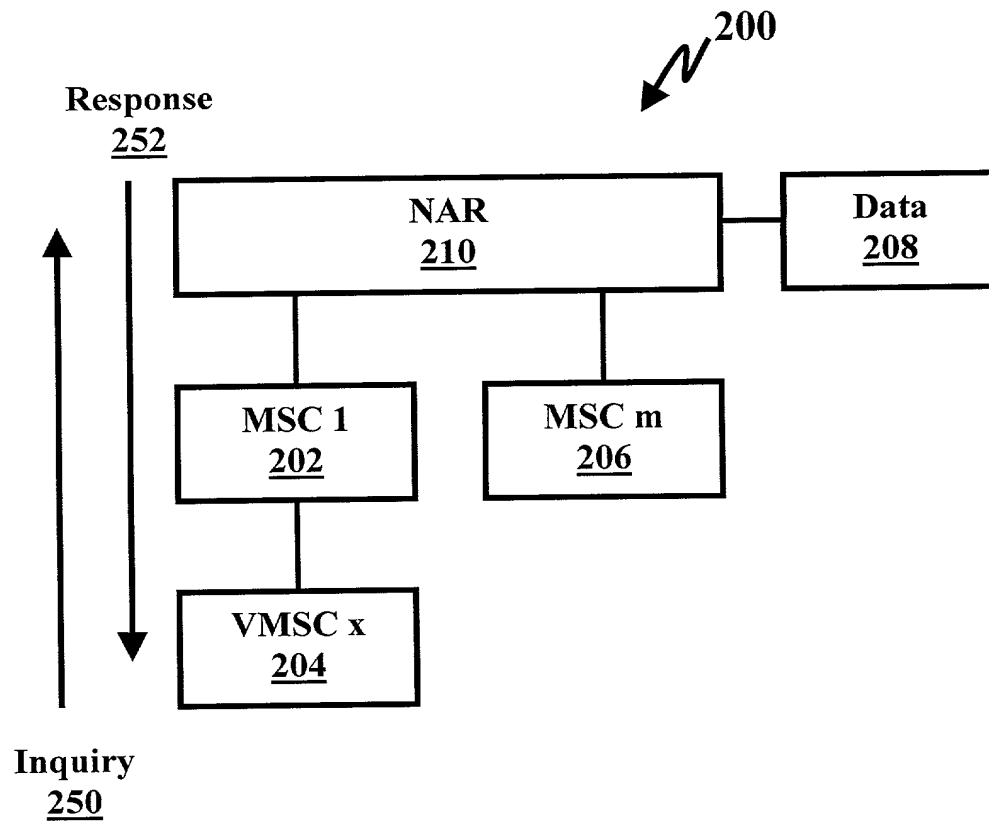 200
Response
252
NAR
210
Data
208
MSC 1
202
MSC m
206
VMSC x
204
Inquiry
250